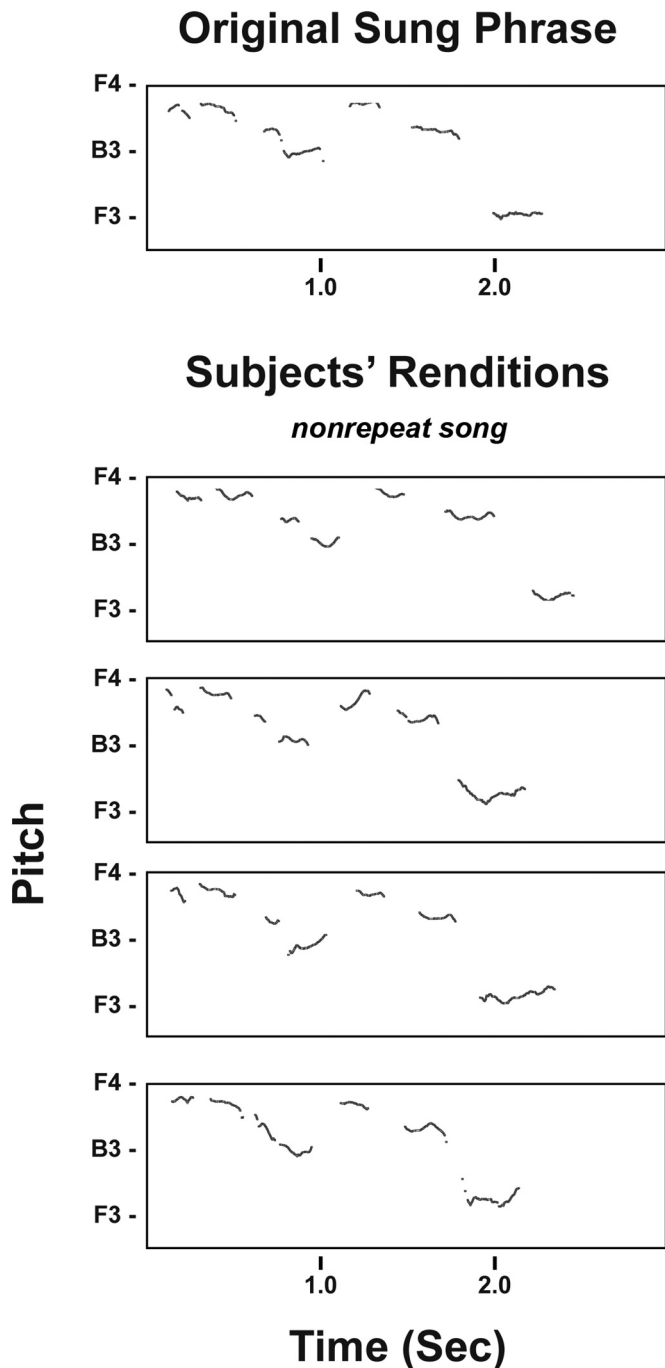 Original Sung Phrase
F4 -
B3 -
F3 -
1.0 2.0
Subjects’ Renditions
nonrepeat song
F4 -
B3 -
F3 -
F4 -
B3 -
F3 -
Pitch
F4 -
B3 -
F3 -
F4 -
B3 -
F3 -
1.0 2.0
Time (Sec)